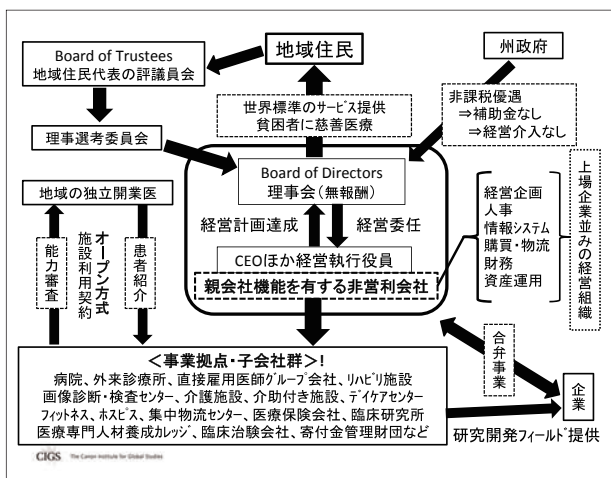 Board of Trustees
地域住民代表の評議員会
地域住民
州政府
世界標準のサービス提供
貧困者に慈善医療
非課税優遇
⇒補助金なし
⇒経営介入なし
理事選考委員会
Board of Directors
理事会(無報酬)
地域の独立開業医
経営計画達成
経営委任
CEOほか経営執行役員
親会社機能を有する非営利会社
経営企画
人事
情報システム
購買・物流
財務
資産運用
上場企業並みの経営組織
能力審査
オープン方式
施設利用契約
患者紹介
合弁事業
企業
<事業拠点・子会社群>!
病院、外来診療所、直接雇用医師グループ会社、リハビリ施設
画像診断・検査センター、介護施設、介助付き施設、デイケアセンター
フィットネス、ホスピス、集中物流センター、医療保険会社、臨床研究所
医療専門人材養成カレッジ、臨床治験会社、寄付金管理財団など
研究開発フィールド提供
CIGS The Canon Institute for Global Studies